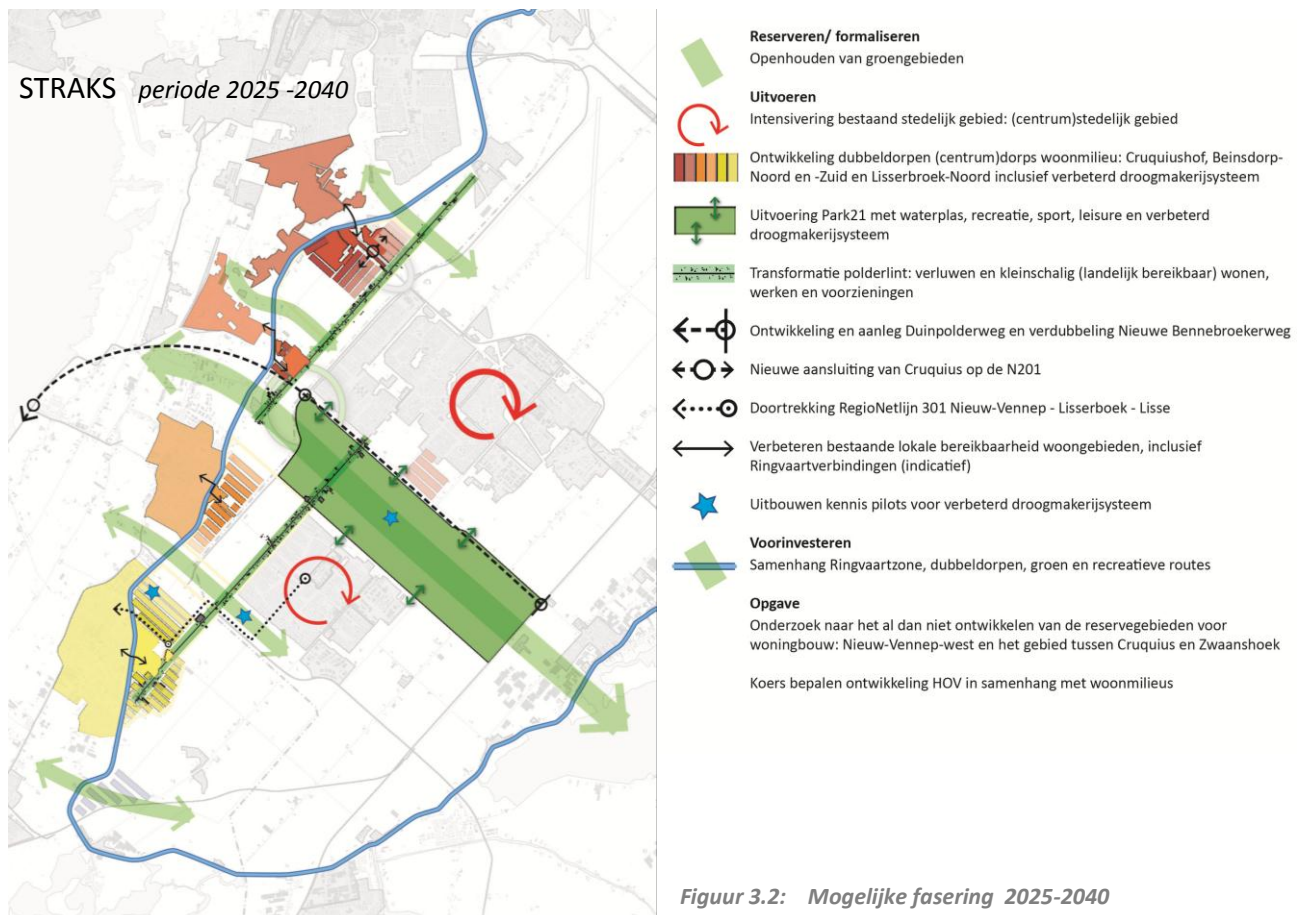 STRAKS periode 2025 -2040
Reserveren/ formaliseren
Openhouden van groengebieden
Uitvoeren
Intensivering bestaand stedelijk gebied: (centrum)stedelijk gebied
Ontwikkeling dubbeldorpen (centrum)dorps woonmilieu: Cruquiushof, Beinsdorp-
Noord en -Zuid en Lisserbroek-Noord inclusief verbeterd droogmakerijsysteem
Uitvoering Park21 met waterplas, recreatie, sport, leisure en verbeterd
droogmakerijsysteem
Transformatie polderlint: verluwen en kleinschalig (landelijk bereikbaar) wonen,
werken en voorzieningen
Ontwikkeling en aanleg Duinpolderweg en verdubbeling Nieuwe Bennebroekerweg
Nieuwe aansluiting van Cruquius op de N201
Doortrekking RegioNetlijn 301 Nieuw-Vennep - Lisserboek - Lisse
Verbeteren bestaande lokale bereikbaarheid woongebieden, inclusief
Ringvaartverbindingen (indicatief)
Uitbouwen kennis pilots voor verbeterd droogmakerijsysteem
Voorinvesteren
Samenhang Ringvaartzone, dubbeldorpen, groen en recreatieve routes
Opgave
Onderzoek naar het al dan niet ontwikkelen van de reservegebieden voor
woningbouw: Nieuw-Vennep-west en het gebied tussen Cruquius en Zwaanshoek
Koers bepalen ontwikkeling HOV in samenhang met woonmilieus
Figuur 3.2: Mogelijke fasering 2025-2040